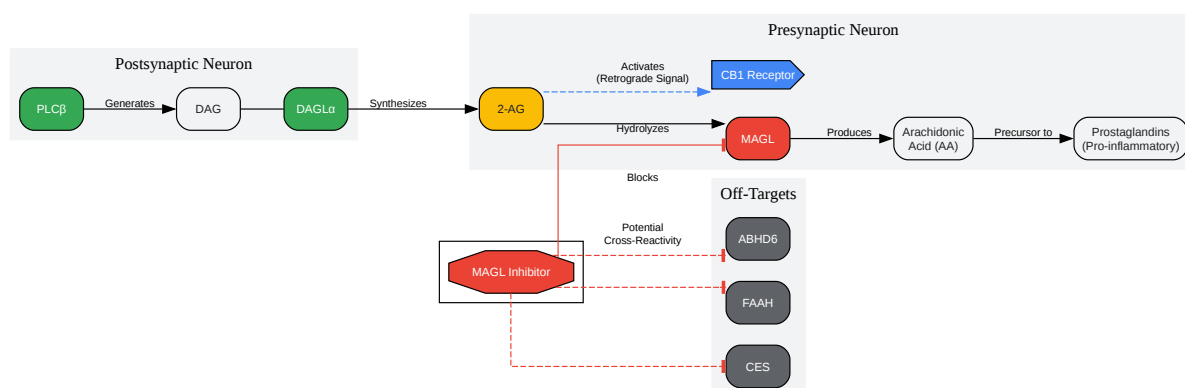 Presynaptic Neuron
Postsynaptic Neuron
Activates
(Retrograde Signal)
CB1 Receptor
PLCβ
Generates
DAG
DAGLα
Synthesizes
2-AG
Hydrolyzes
MAGL
Produces
Arachidonic
Acid (AA)
Precursor to
Prostaglandins
(Pro-inflammatory)
Blocks
Off-Targets
Potential
Cross-Reactivity
ABHD6
MAGL Inhibitor
FAAH
CES